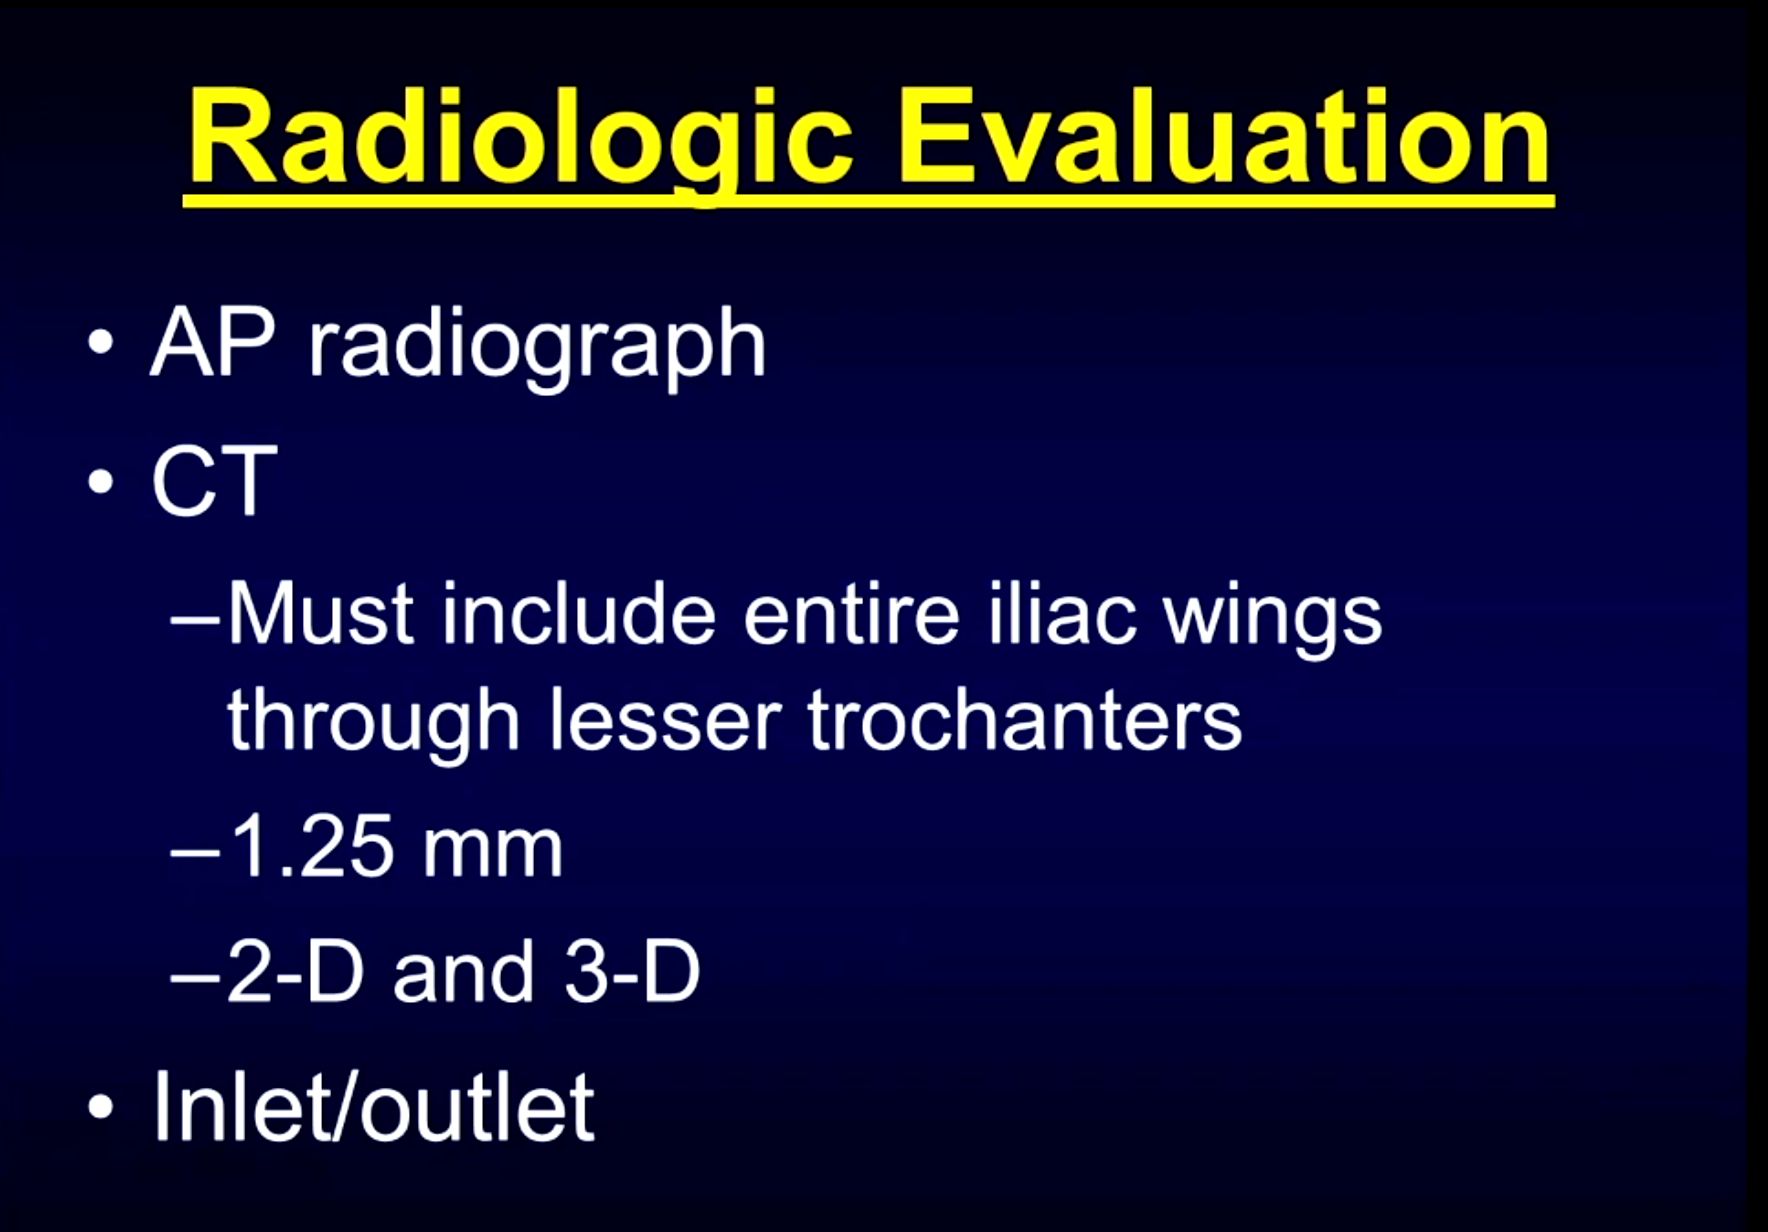 Radiologic Evaluation
• AP radiograph
• CT
–Must include entire iliac wings
through lesser trochanters
–1.25 mm
–2-D and 3-D
• Inlet/outlet